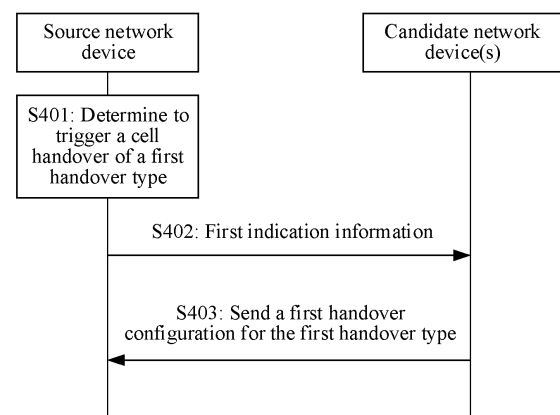 Source network
device
Candidate network
device(s)
S401: Determine to
trigger a cell
handover of a first
handover type
S402: First indication information
S403: Send a first handover
configuration for the first handover type